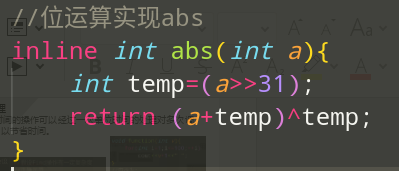 //位运算实现abs
inline int abs(int a){
    int temp=(a>>31);
    return (a+temp)^temp;
}